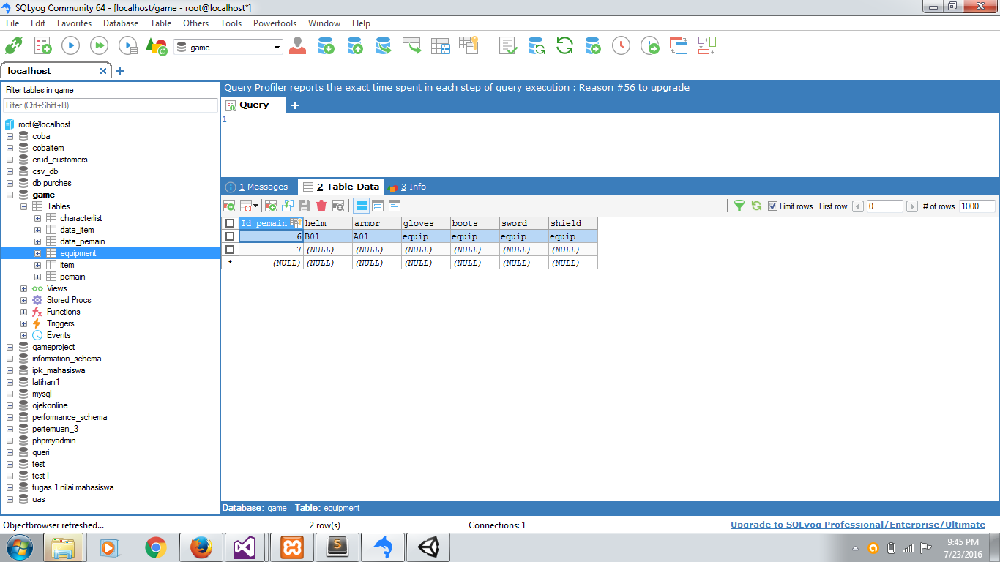 SQLyog Community 64 - [localhost/game - root@localhost*]
File Edit Favorites Database Table Others Tools Powertools Window Help
game
localhost
Filter tables in game
Filter (Ctrl+Shift+B)
root@localhost
coba
cobaitem
crud_customers
csv_db
db purches
game
Tables
characterlist
data_item
data_pemain
equipment
item
pemain
Views
Stored Procs
Functions
Triggers
Events
gameproject
information_schema
ipk_mahasiswa
latihan1
mysql
ojekonline
performance_schema
pertemuan_3
phpmyadmin
queri
test
test1
tugas 1 nilai mahasiswa
uas
Query Profiler reports the exact time spent in each step of query execution : Reason #56 to upgrade
Query
1
1 Messages 2 Table Data 3 Info
Limit rows First row 0 # of rows 1000
Id_pemain helm armor gloves boots sword shield
6 B01 A01 equip equip equip equip
7 (NULL) (NULL) (NULL) (NULL) (NULL) (NULL)
* (NULL) (NULL) (NULL) (NULL) (NULL) (NULL) (NULL)
Database: game Table: equipment
Objectbrowser refreshed... 2 row(s) Connections: 1 Upgrade to SQLyog Professional/Enterprise/Ultimate
9:45 PM
7/23/2016